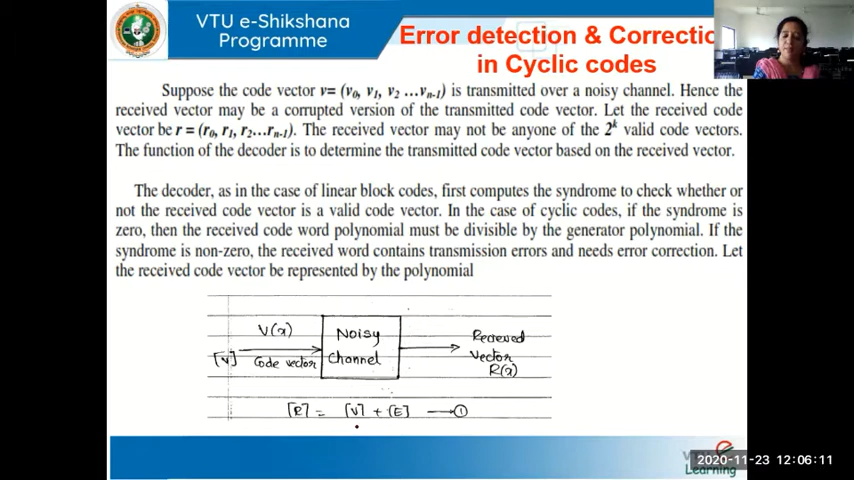 VTU e-Shikshana
Programme
Error detection & Correctio
in Cyclic codes
Suppose the code vector v= (v0, v1, v2 …vn-1) is transmitted over a noisy channel. Hence the
received vector may be a corrupted version of the transmitted code vector. Let the received code
vector be r = (r0, r1, r2…rn-1). The received vector may not be anyone of the 2^k valid code vectors.
The function of the decoder is to determine the transmitted code vector based on the received vector.
The decoder, as in the case of linear block codes, first computes the syndrome to check whether or
not the received code vector is a valid code vector. In the case of cyclic codes, if the syndrome is
zero, then the received code word polynomial must be divisible by the generator polynomial. If the
syndrome is non-zero, the received word contains transmission errors and needs error correction. Let
the received code vector be represented by the polynomial
V(x)
[V]
Code vector
Noisy
Channel
Recieved
Vector
R(x)
[R] = [V] + [E] —①
2020-11-23 12:06:11
Learning